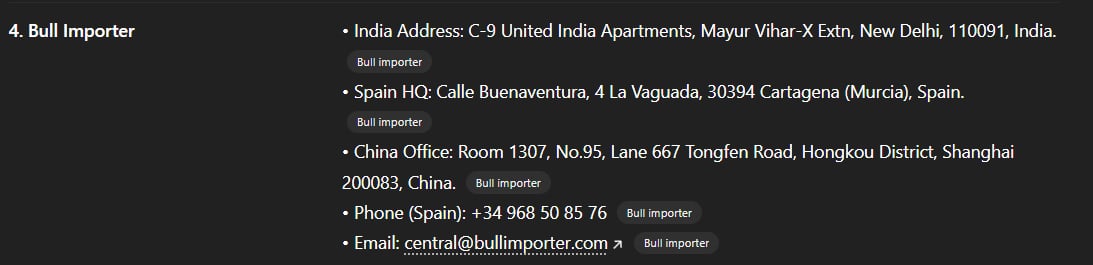 4. Bull Importer
• India Address: C-9 United India Apartments, Mayur Vihar-X Extn, New Delhi, 110091, India.
Bull importer
• Spain HQ: Calle Buenaventura, 4 La Vaguada, 30394 Cartagena (Murcia), Spain.
Bull importer
• China Office: Room 1307, No.95, Lane 667 Tongfen Road, Hongkou District, Shanghai
200083, China. Bull importer
• Phone (Spain): +34 968 50 85 76 Bull importer
• Email: central@bullimporter.com ↗ Bull importer